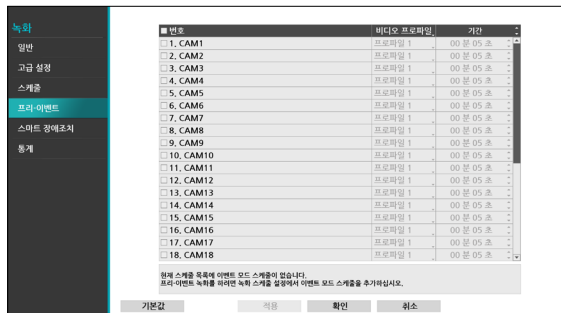 녹화
일반
고급 설정
스케줄
프리-이벤트
스마트 장애조치
통계
번호 비디오 프로파일 기간
1. CAM1 프로파일 1 00 분 05 초
2. CAM2 프로파일 1 00 분 05 초
3. CAM3 프로파일 1 00 분 05 초
4. CAM4 프로파일 1 00 분 05 초
5. CAM5 프로파일 1 00 분 05 초
6. CAM6 프로파일 1 00 분 05 초
7. CAM7 프로파일 1 00 분 05 초
8. CAM8 프로파일 1 00 분 05 초
9. CAM9 프로파일 1 00 분 05 초
10. CAM10 프로파일 1 00 분 05 초
11. CAM11 프로파일 1 00 분 05 초
12. CAM12 프로파일 1 00 분 05 초
13. CAM13 프로파일 1 00 분 05 초
14. CAM14 프로파일 1 00 분 05 초
15. CAM15 프로파일 1 00 분 05 초
16. CAM16 프로파일 1 00 분 05 초
17. CAM17 프로파일 1 00 분 05 초
18. CAM18 프로파일 1 00 분 05 초
현재 스케줄 목록에 이벤트 모드 스케줄이 없습니다.
프리-이벤트 녹화를 하려면 녹화 스케줄 설정에서 이벤트 모드 스케줄을 추가하십시오.
기본값 적용 확인 취소